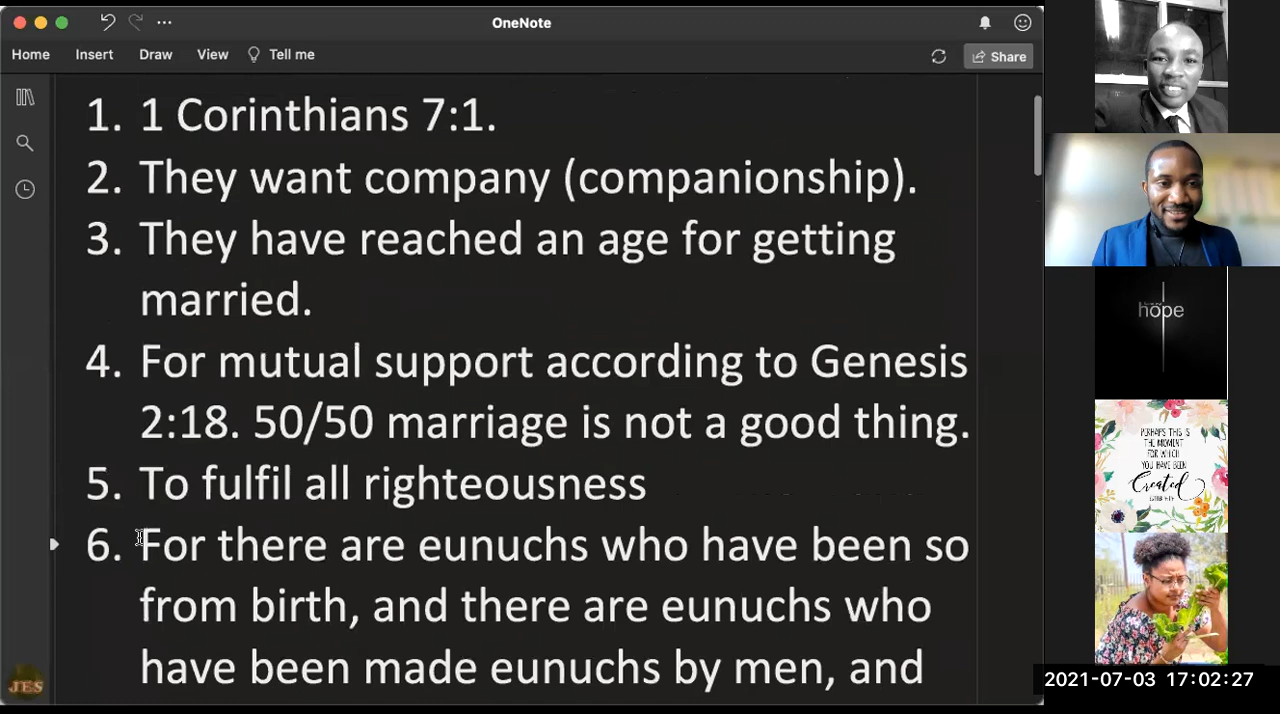 OneNote
Home Insert Draw View Tell me Share
1. 1 Corinthians 7:1.
2. They want company (companionship).
3. They have reached an age for getting
married.
4. For mutual support according to Genesis
2:18. 50/50 marriage is not a good thing.
5. To fulfil all righteousness
6. For there are eunuchs who have been so
from birth, and there are eunuchs who
have been made eunuchs by men, and
JES
hope
PERHAPS THIS IS
THE MOMENT
FOR WHICH
YOU HAVE BEEN
Created
2021-07-03 17:02:27